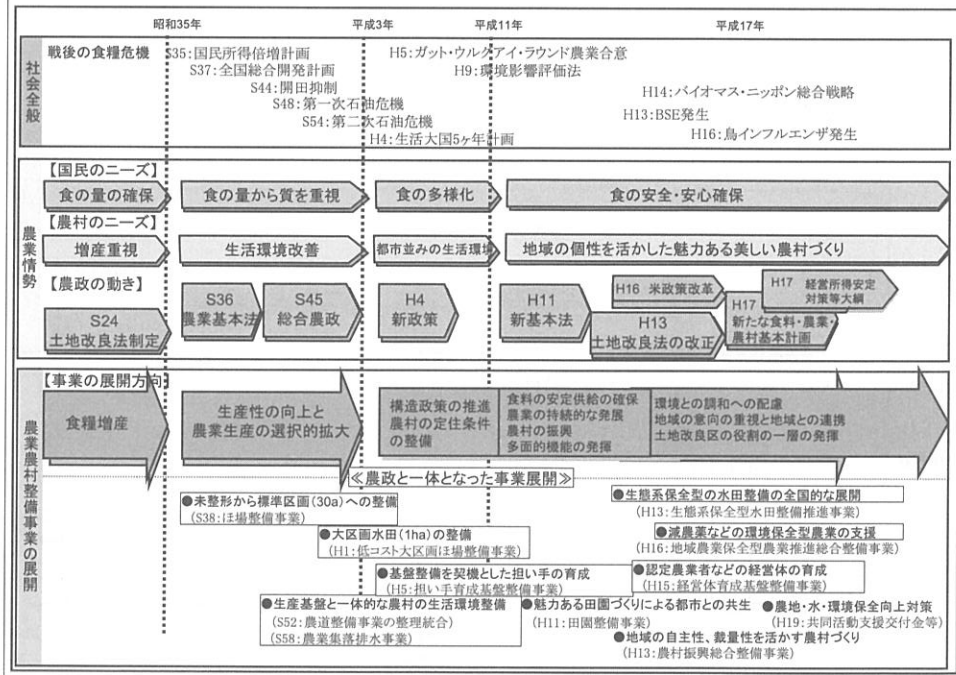 昭和35年
平成3年
平成11年
平成17年
社会全般
戦後の食糧危機
S35:国民所得倍増計画
S37:全国総合開発計画
S44:開田抑制
S48:第一次石油危機
S54:第二次石油危機
H4:生活大国5ヶ年計画
H5:ガット・ウルグアイ・ラウンド農業合意
H9:環境影響評価法
H14:バイオマス・ニッポン総合戦略
H13:BSE発生
H16:鳥インフルエンザ発生
農業情勢
【国民のニーズ】
食の量の確保
食の量から質を重視
食の多様化
食の安全・安心確保
【農村のニーズ】
増産重視
生活環境改善
都市並みの生活環境
地域の個性を活かした魅力ある美しい農村づくり
【農政の動き】
S24
土地改良法制定
S36
農業基本法
S45
総合農政
H4
新政策
H11
新基本法
H16 米政策改革
H13
土地改良法の改正
H17 経営所得安定
対策等大綱
H17
新たな食料・農業・
農村基本計画
農業農村整備事業の展開
【事業の展開方向】
食糧増産
生産性の向上と
農業生産の選択的拡大
構造政策の推進
農村の定住条件
の整備
食料の安定供給の確保
農業の持続的な発展
農村の振興
多面的機能の発揮
環境との調和への配慮
地域の意向の重視と地域との連携
土地改良区の役割の一層の発揮
≪農政と一体となった事業展開≫
●未整形から標準区画(30a)への整備
(S38:ほ場整備事業)
●大区画水田(1ha)の整備
(H1:低コスト大区画ほ場整備事業)
●基盤整備を契機とした担い手の育成
(H5:担い手育成基盤整備事業)
●生産基盤と一体的な農村の生活環境整備
(S52:農道整備事業の整理統合)
(S58:農業集落排水事業)
●生態系保全型の水田整備の全国的な展開
(H13:生態系保全型水田整備推進事業)
●減農薬などの環境保全型農業の支援
(H16:地域農業保全型農業推進総合整備事業)
●認定農業者などの経営体の育成
(H15:経営体育成基盤整備事業)
●魅力ある田園づくりによる都市との共生
(H11:田園整備事業)
●農地・水・環境保全向上対策
(H19:共同活動支援交付金等)
●地域の自主性、裁量性を活かす農村づくり
(H13:農村振興総合整備事業)